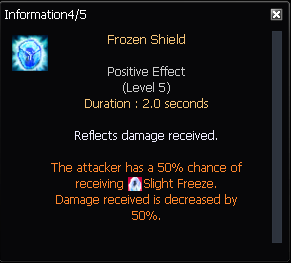 Information4/5
Frozen Shield
Positive Effect
(Level 5)
Duration : 2.0 seconds
Reflects damage received.
The attacker has a 50% chance of
receiving Slight Freeze.
Damage received is decreased by
50%.